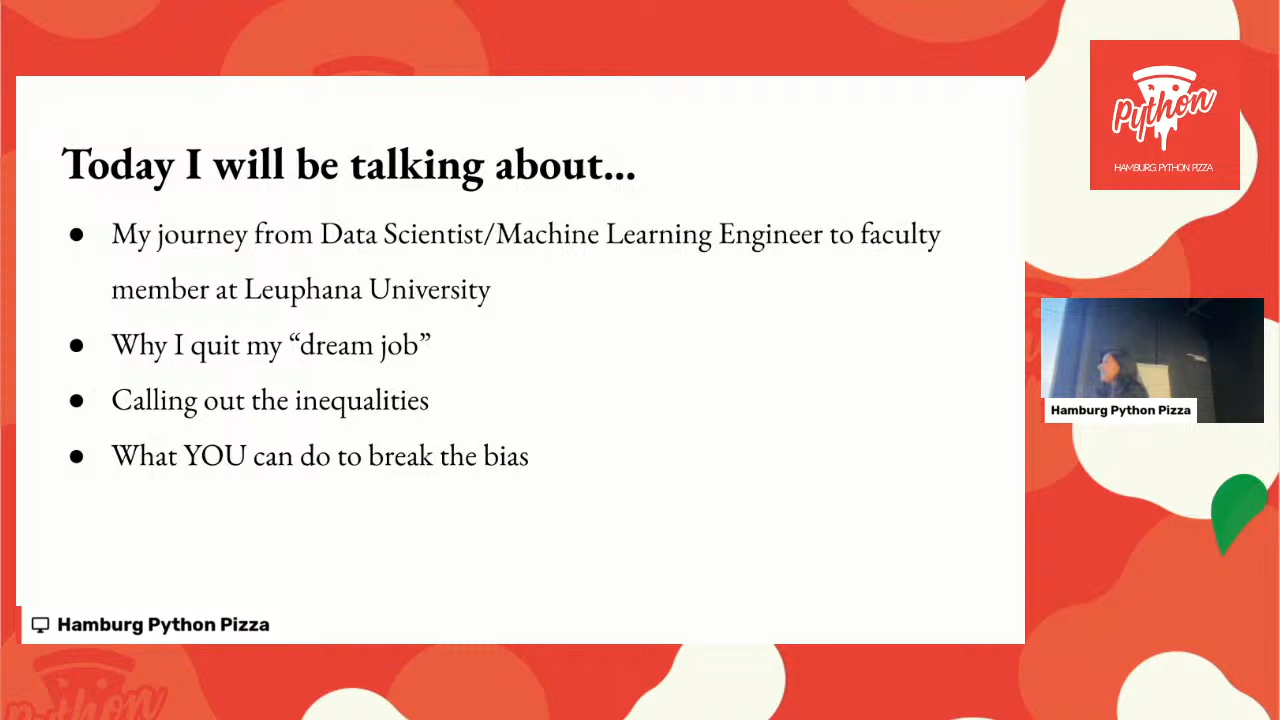 Today I will be talking about...
● My journey from Data Scientist/Machine Learning Engineer to faculty
member at Leuphana University
● Why I quit my “dream job”
● Calling out the inequalities
● What YOU can do to break the bias
Hamburg Python Pizza
Python
HAMBURG PYTHON PIZZA
Hamburg Python Pizza
Python